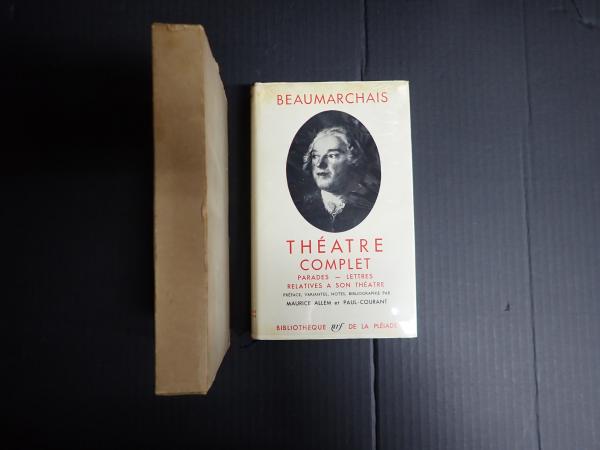 BEAUMARCHAIS
THÉATRE
COMPLET
PARADES — LETTRES
RELATIVES A SON THÉATRE
PRÉFACE, VARIANTES, NOTES, BIBLIOGRAPHIE PAR
MAURICE ALLEM et PAUL-COURANT
BIBLIOTHÈQUE nrf DE LA PLÉIADE